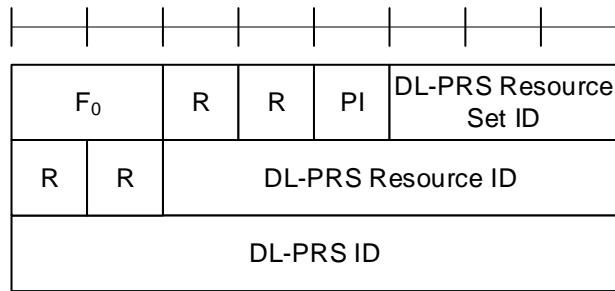 F₀ R R PI DL-PRS Resource Set ID
R R DL-PRS Resource ID
DL-PRS ID